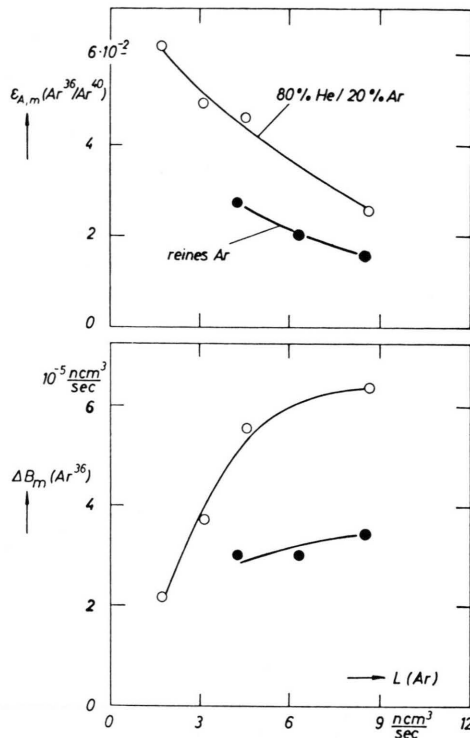 6·10⁻²
ε_A,m (Ar³⁶/Ar⁴⁰)
4
2
0
80% He / 20% Ar
reines Ar
10⁻⁵ ncm³/sec
6
ΔB_m (Ar³⁶)
4
2
0
L (Ar)
0 3 6 9 ncm³/sec 12